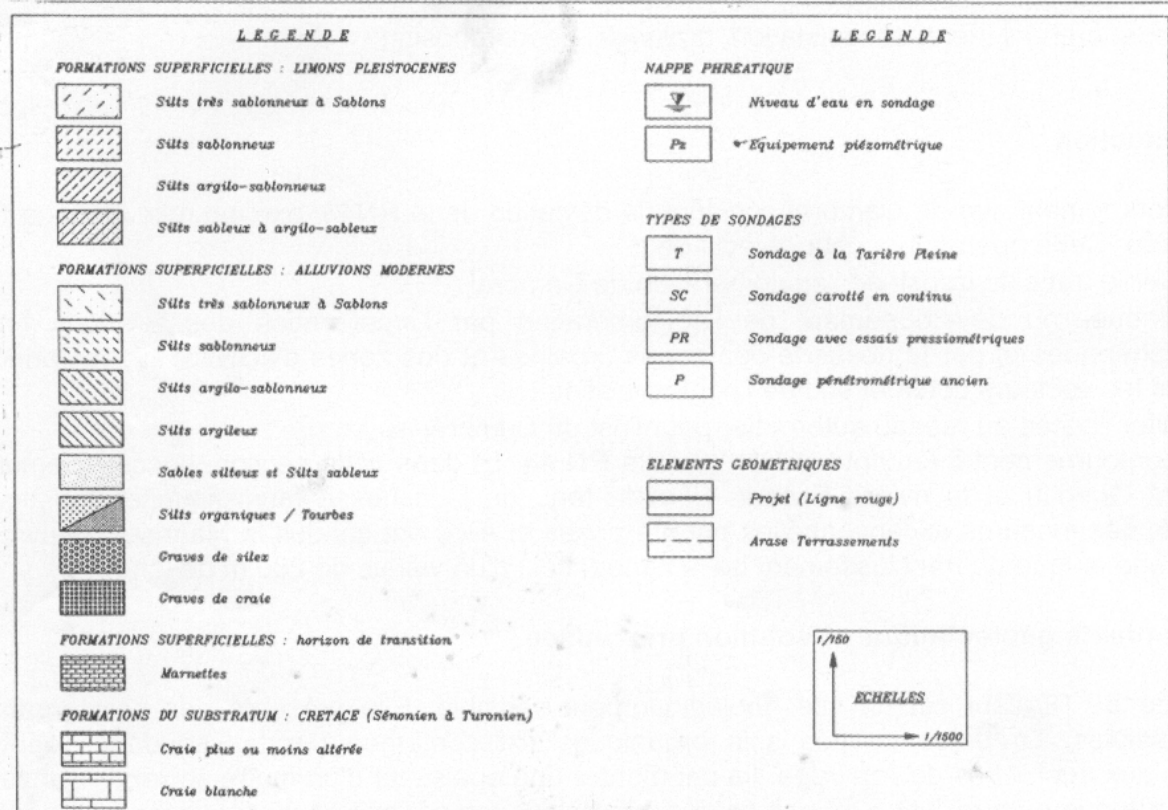 LEGENDE
FORMATIONS SUPERFICIELLES : LIMONS PLEISTOCENES
Silts très sablonneux à Sablons
Silts sablonneux
Silts argilo-sablonneux
Silts sableux à argilo-sableux
FORMATIONS SUPERFICIELLES : ALLUVIONS MODERNES
Silts très sablonneux à Sablons
Silts sablonneux
Silts argilo-sablonneux
Silts argileux
Sables silteux et Silts sableux
Silts organiques / Tourbes
Graves de silex
Graves de craie
FORMATIONS SUPERFICIELLES : horizon de transition
Marnettes
FORMATIONS DU SUBSTRATUM : CRETACE (Sénonien à Turonien)
Craie plus ou moins altérée
Craie blanche
LEGENDE
NAPPE PHREATIQUE
Niveau d'eau en sondage
Pz Equipement piézométrique
TYPES DE SONDAGES
T Sondage à la Tarière Pleine
SC Sondage carotté en continu
PR Sondage avec essais pressiométriques
P Sondage pénétrométrique ancien
ELEMENTS GEOMETRIQUES
Projet (Ligne rouge)
Arase Terrassements
1/150
ECHELLES
1/1500